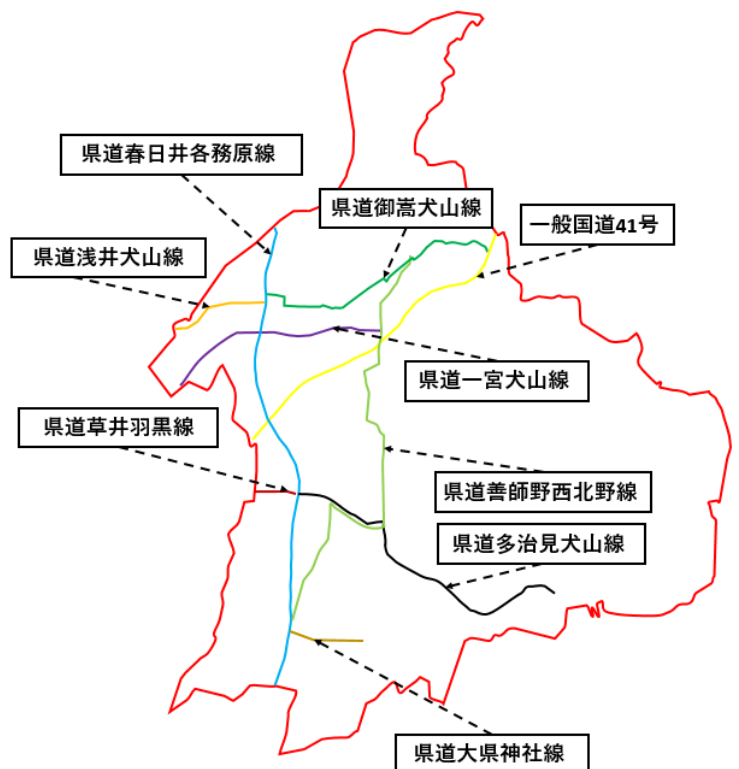 県道春日井各務原線
県道御嵩犬山線
一般国道41号
県道浅井犬山線
県道一宮犬山線
県道草井羽黒線
県道善師野西北野線
県道多治見犬山線
県道大県神社線